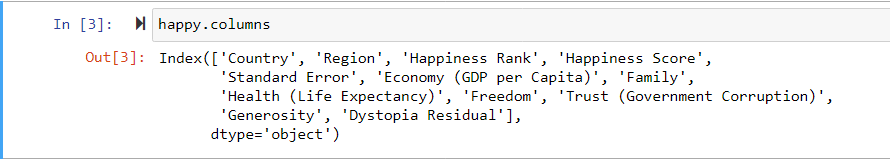 In [3]: happy.columns
Out[3]: Index(['Country', 'Region', 'Happiness Rank', 'Happiness Score',
'Standard Error', 'Economy (GDP per Capita)', 'Family',
'Health (Life Expectancy)', 'Freedom', 'Trust (Government Corruption)',
'Generosity', 'Dystopia Residual'],
dtype='object')